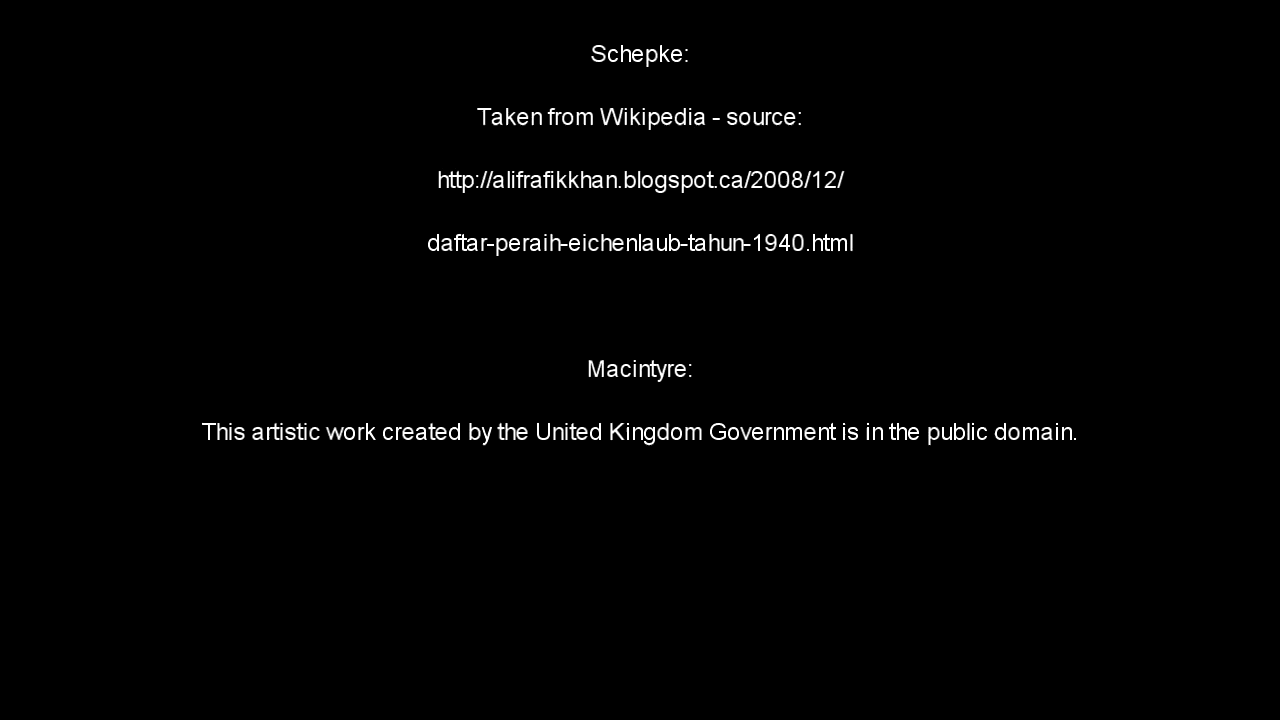 Schepke:
Taken from Wikipedia - source:
http://alifrafikkhan.blogspot.ca/2008/12/
daftar-peraih-eichenlaub-tahun-1940.html
Macintyre:
This artistic work created by the United Kingdom Government is in the public domain.